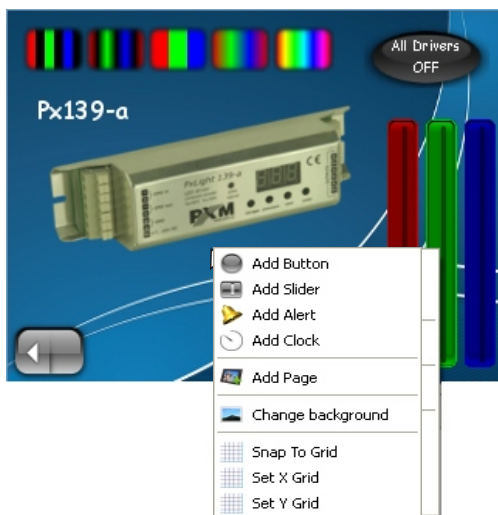 All Drivers
OFF
Px139-a
PxLight 139-a
PXM
CE
Add Button
Add Slider
Add Alert
Add Clock
Add Page
Change background
Snap To Grid
Set X Grid
Set Y Grid